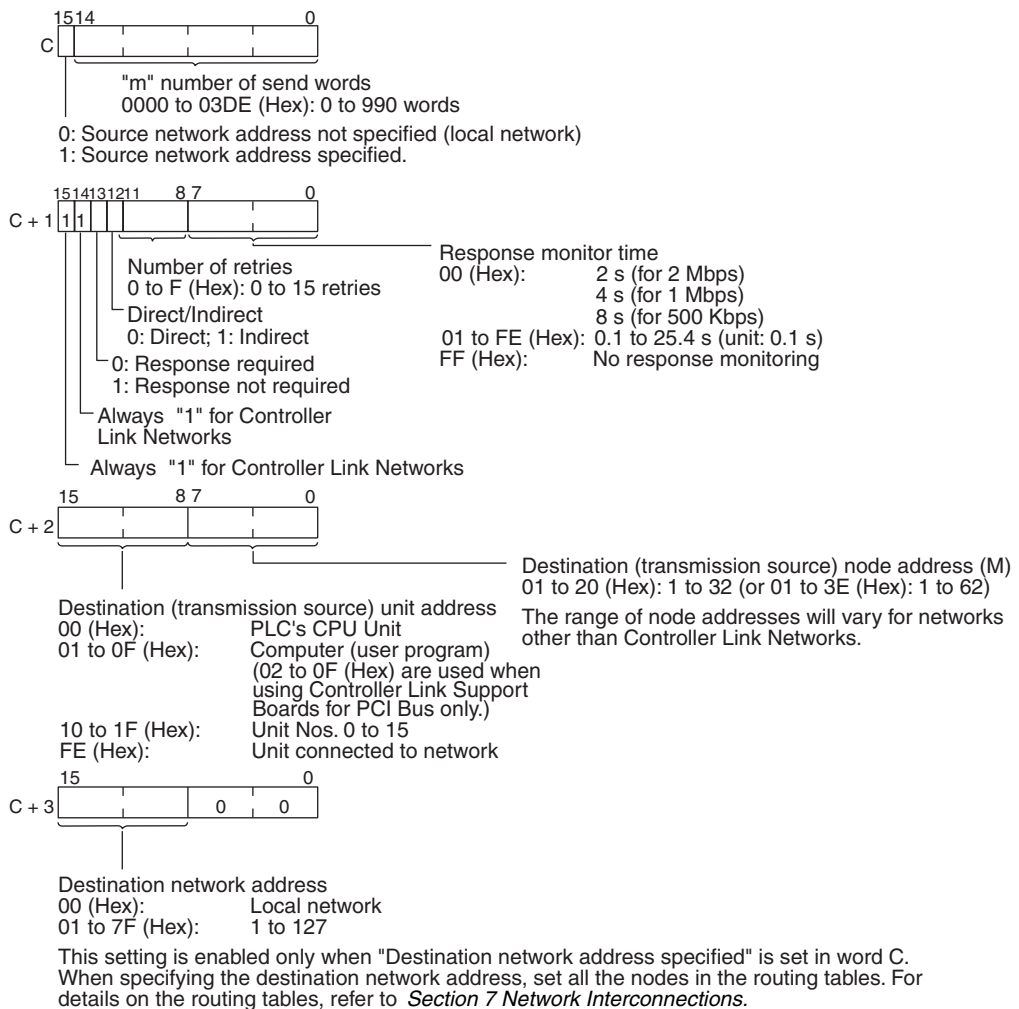 1514 0
C
"m" number of send words
0000 to 03DE (Hex): 0 to 990 words
0: Source network address not specified (local network)
1: Source network address specified.
1514131211 8 7 0
C + 1 1 1
Number of retries
0 to F (Hex): 0 to 15 retries
Direct/Indirect
0: Direct; 1: Indirect
0: Response required
1: Response not required
Always "1" for Controller
Link Networks
Always "1" for Controller Link Networks
Response monitor time
00 (Hex): 2 s (for 2 Mbps)
4 s (for 1 Mbps)
8 s (for 500 Kbps)
01 to FE (Hex): 0.1 to 25.4 s (unit: 0.1 s)
FF (Hex): No response monitoring
15 8 7 0
C + 2
Destination (transmission source) node address (M)
01 to 20 (Hex): 1 to 32 (or 01 to 3E (Hex): 1 to 62)
The range of node addresses will vary for networks
other than Controller Link Networks.
Destination (transmission source) unit address
00 (Hex): PLC's CPU Unit
01 to 0F (Hex): Computer (user program)
(02 to 0F (Hex) are used when
using Controller Link Support
Boards for PCI Bus only.)
10 to 1F (Hex): Unit Nos. 0 to 15
FE (Hex): Unit connected to network
15 0
C + 3 0 0
Destination network address
00 (Hex): Local network
01 to 7F (Hex): 1 to 127
This setting is enabled only when "Destination network address specified" is set in word C.
When specifying the destination network address, set all the nodes in the routing tables. For
details on the routing tables, refer to Section 7 Network Interconnections.